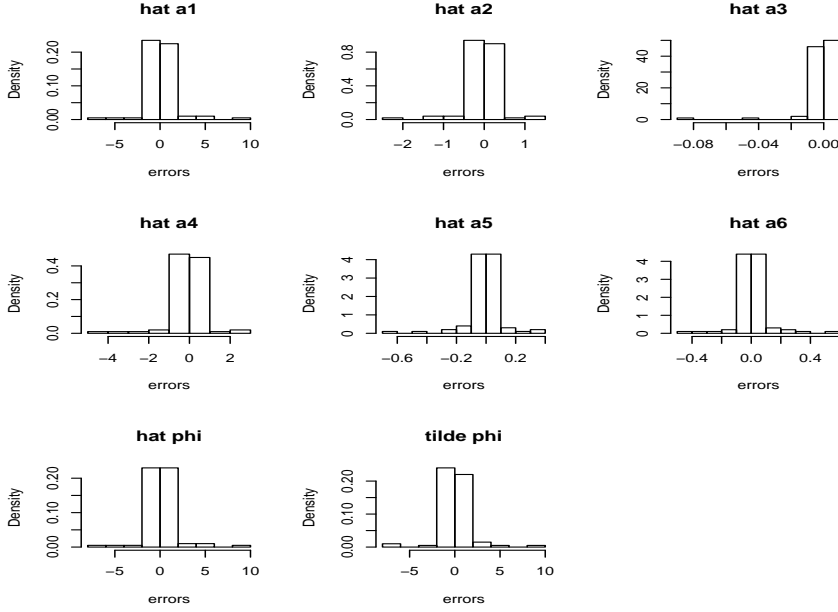 hat a1
Density
0.00 0.10 0.20
−5 0 5 10
errors
hat a2
Density
0.0 0.4 0.8
−2 −1 0 1
errors
hat a3
Density
0 20 40
−0.08 −0.04 0.00
errors
hat a4
Density
0.0 0.2 0.4
−4 −2 0 2
errors
hat a5
Density
0 1 2 3 4
−0.6 −0.2 0.2
errors
hat a6
Density
0 1 2 3 4
−0.4 0.0 0.4
errors
hat phi
Density
0.00 0.10 0.20
−5 0 5 10
errors
tilde phi
Density
0.00 0.10 0.20
−5 0 5 10
errors